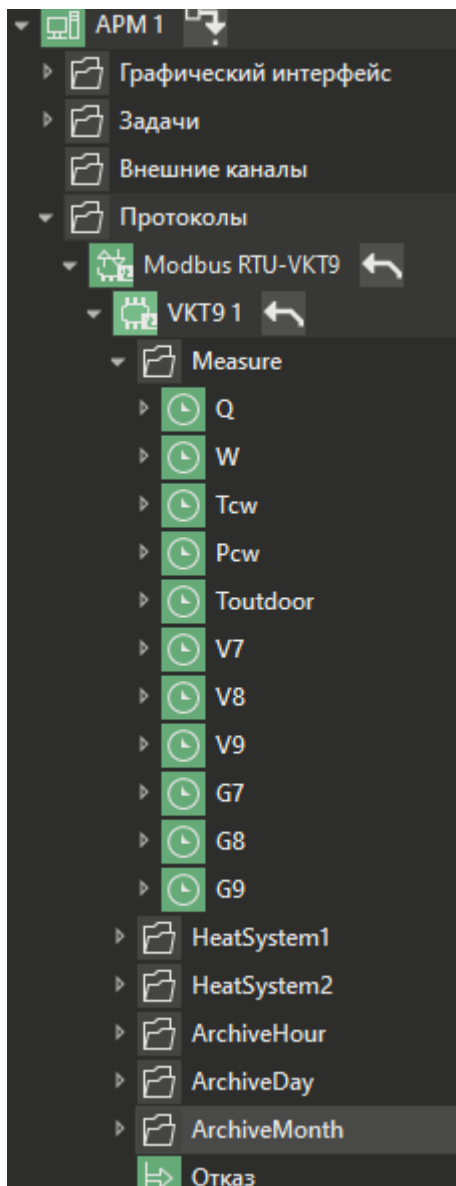 АРМ 1
Графический интерфейс
Задачи
Внешние каналы
Протоколы
Modbus RTU-VKT9
VKT9 1
Measure
Q
W
Tcw
Pcw
Toutdoor
V7
V8
V9
G7
G8
G9
HeatSystem1
HeatSystem2
ArchiveHour
ArchiveDay
ArchiveMonth
Отказ